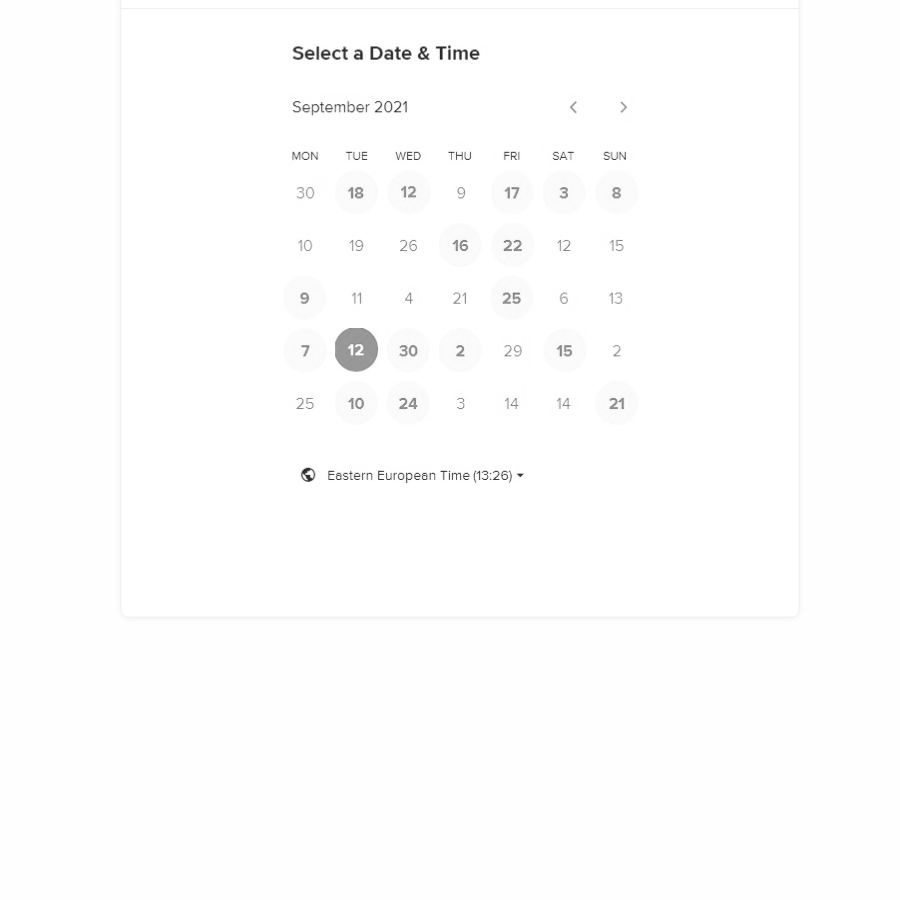 Select a Date & Time
September 2021
MON TUE WED THU FRI SAT SUN
30 18 12 9 17 3 8
10 19 26 16 22 12 15
9 11 4 21 25 6 13
7 12 30 2 29 15 2
25 10 24 3 14 14 21
Eastern European Time (13:26)